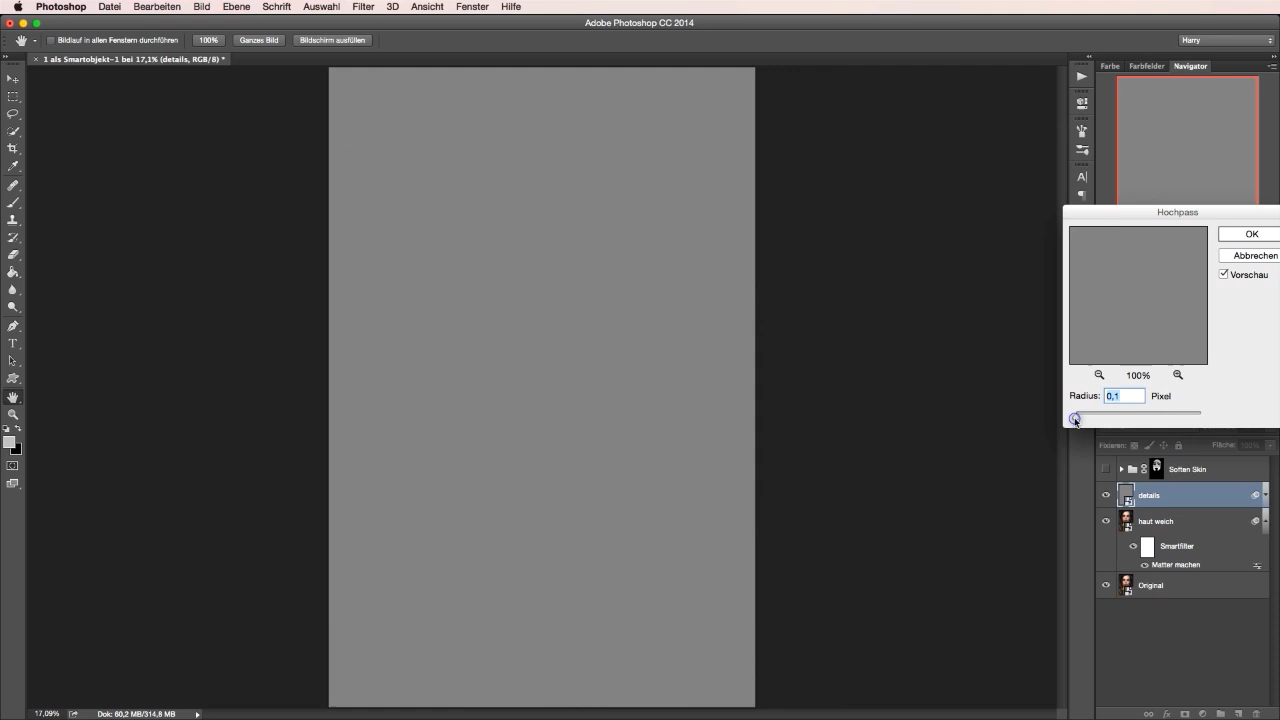 Photoshop Datei Bearbeiten Bild Ebene Schrift Auswahl Filter 3D Ansicht Fenster Hilfe
Adobe Photoshop CC 2014
Bildlauf in allen Fenstern durchführen 100% Ganzes Bild Bildschirm ausfüllen Harry
1 als Smartobjekt-1 bei 17,1% (details, RGB/8) *
Farbe Farbfelder Navigator
Hochpass
OK
Abbrechen
Vorschau
100%
Radius: 0,1 Pixel
Fixieren: Fläche: 100%
Soften Skin
details
haut weich
Smartfilter
Matter machen
Original
17,09% Dok: 60,2 MB/314,8 MB